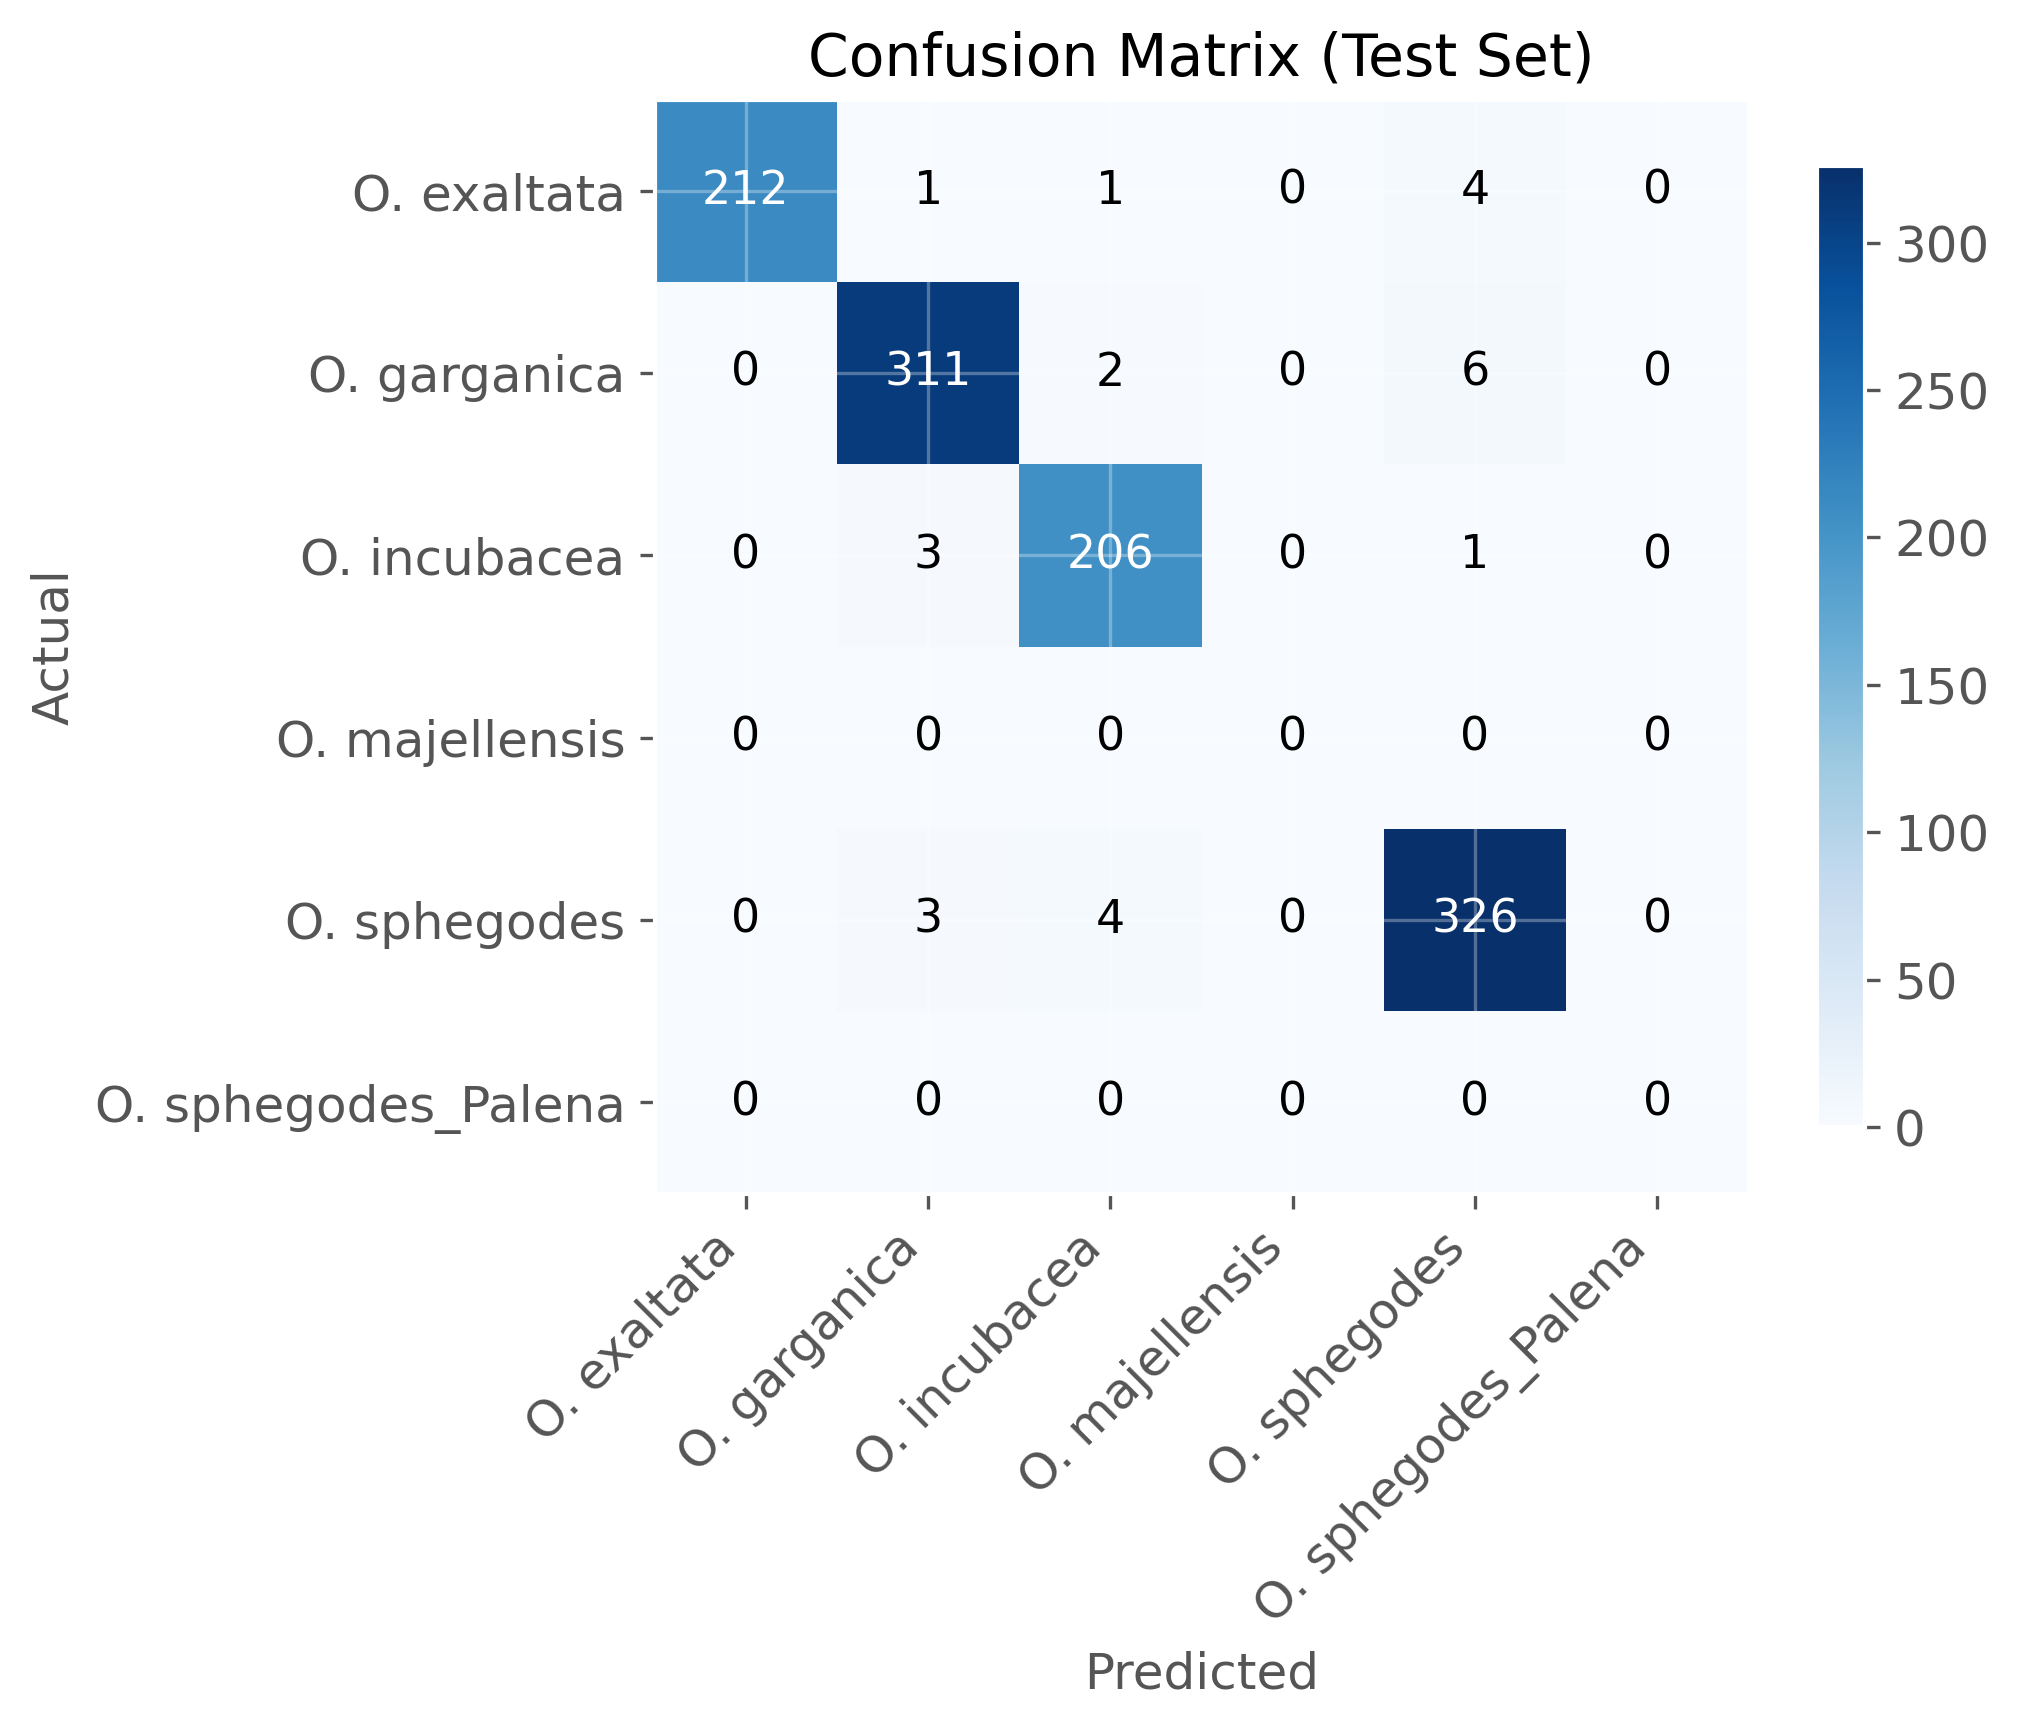 Confusion Matrix (Test Set)
O. exaltata 212 1 1 0 4 0
O. garganica 0 311 2 0 6 0
O. incubacea 0 3 206 0 1 0
O. majellensis 0 0 0 0 0 0
O. sphegodes 0 3 4 0 326 0
O. sphegodes_Palena 0 0 0 0 0 0
Actual
O. exaltata
O. garganica
O. incubacea
O. majellensis
O. sphegodes
O. sphegodes_Palena
Predicted
300
250
200
150
100
50
0